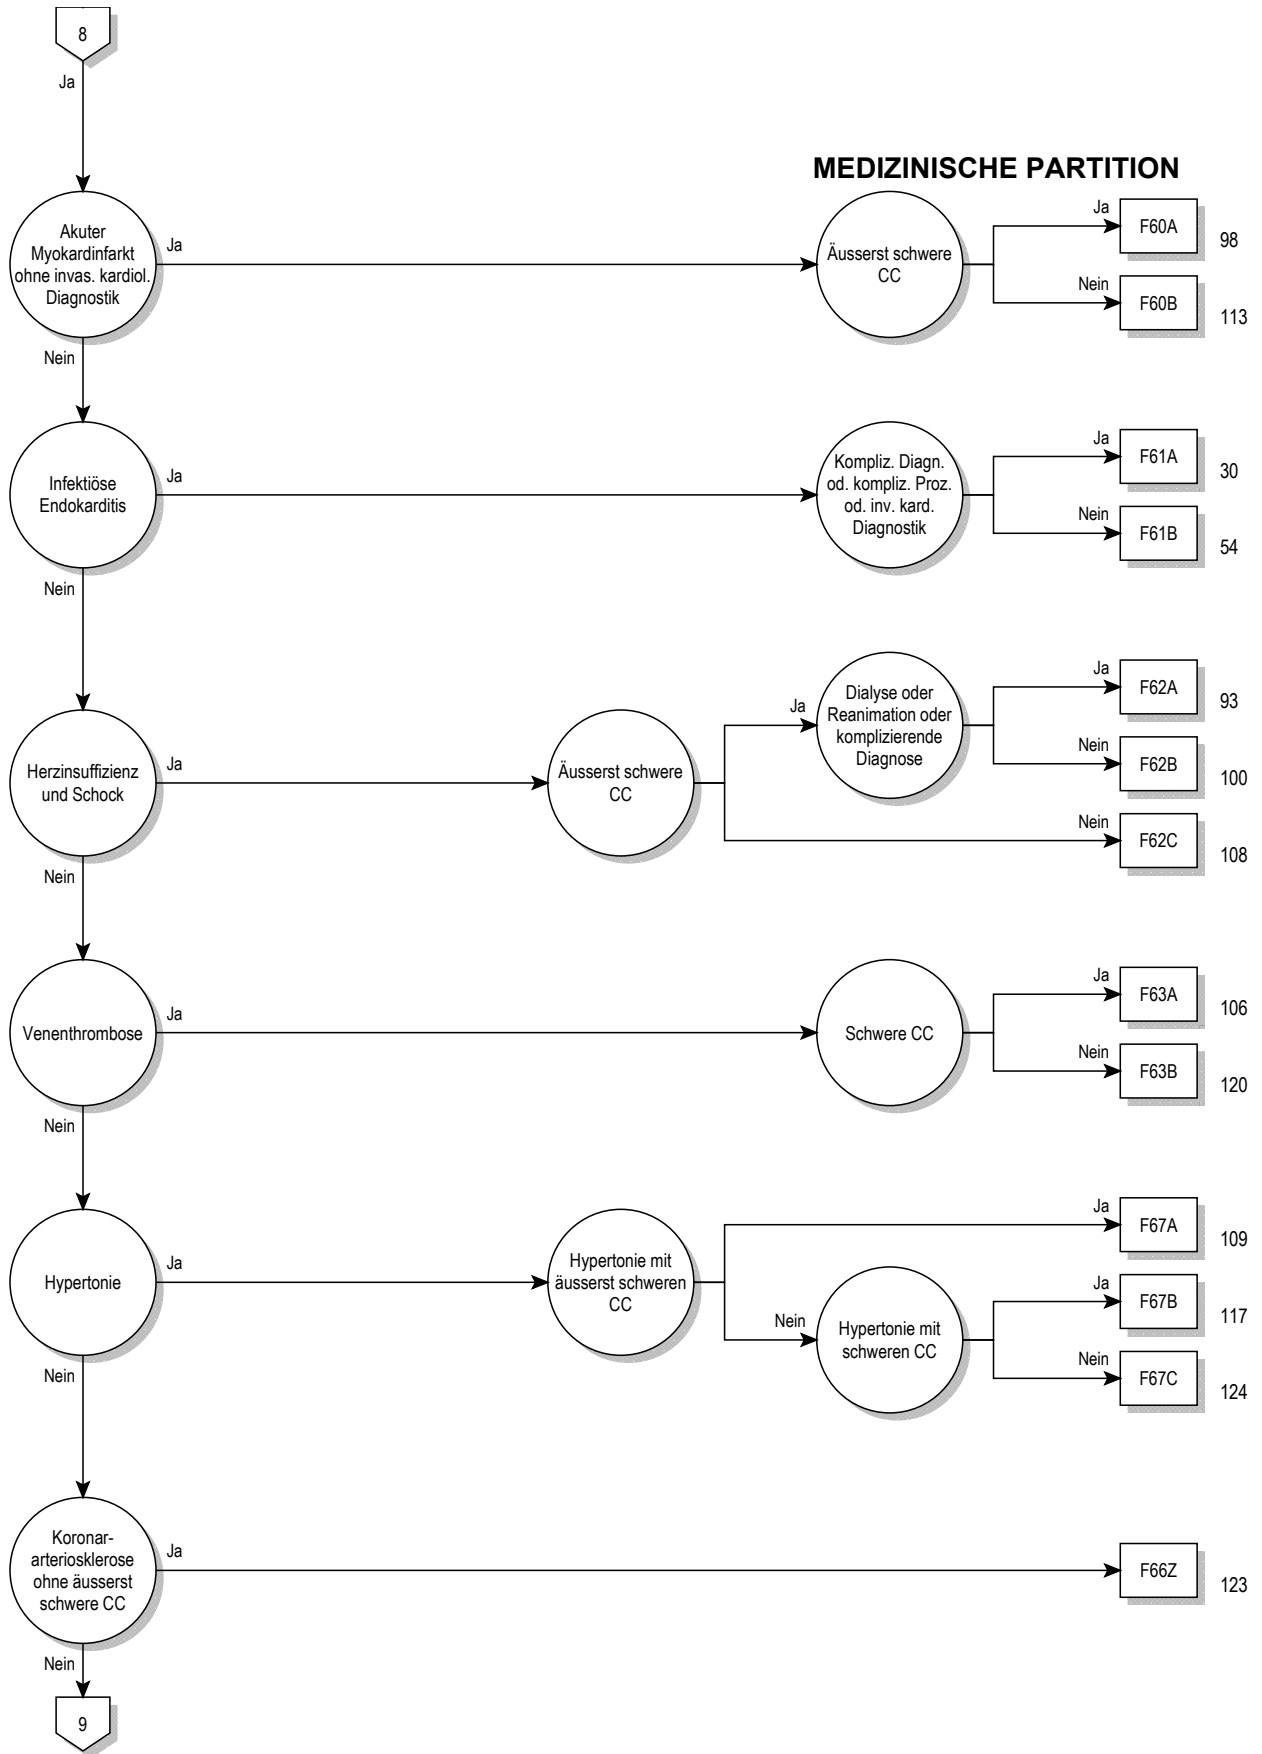 8
Ja
MEDIZINISCHE PARTITION
Akuter
Myokardinfarkt
ohne invas. kardiol.
Diagnostik
Ja
Äusserst schwere
CC
Ja
F60A
98
Nein
F60B
113
Nein
Infektiöse
Endokarditis
Ja
Kompliz. Diagn.
od. kompliz. Proz.
od. inv. kard.
Diagnostik
Ja
F61A
30
Nein
F61B
54
Nein
Herzinsuffizienz
und Schock
Ja
Äusserst schwere
CC
Ja
Dialyse oder
Reanimation oder
komplizierende
Diagnose
Ja
F62A
93
Nein
F62B
100
Nein
F62C
108
Nein
Venenthrombose
Ja
Schwere CC
Ja
F63A
106
Nein
F63B
120
Nein
Hypertonie
Ja
Hypertonie mit
äusserst schweren
CC
Ja
F67A
109
Nein
Hypertonie mit
schweren CC
Ja
F67B
117
Nein
F67C
124
Nein
Koronar-
arteriosklerose
ohne äusserst
schwere CC
Ja
F66Z
123
Nein
9